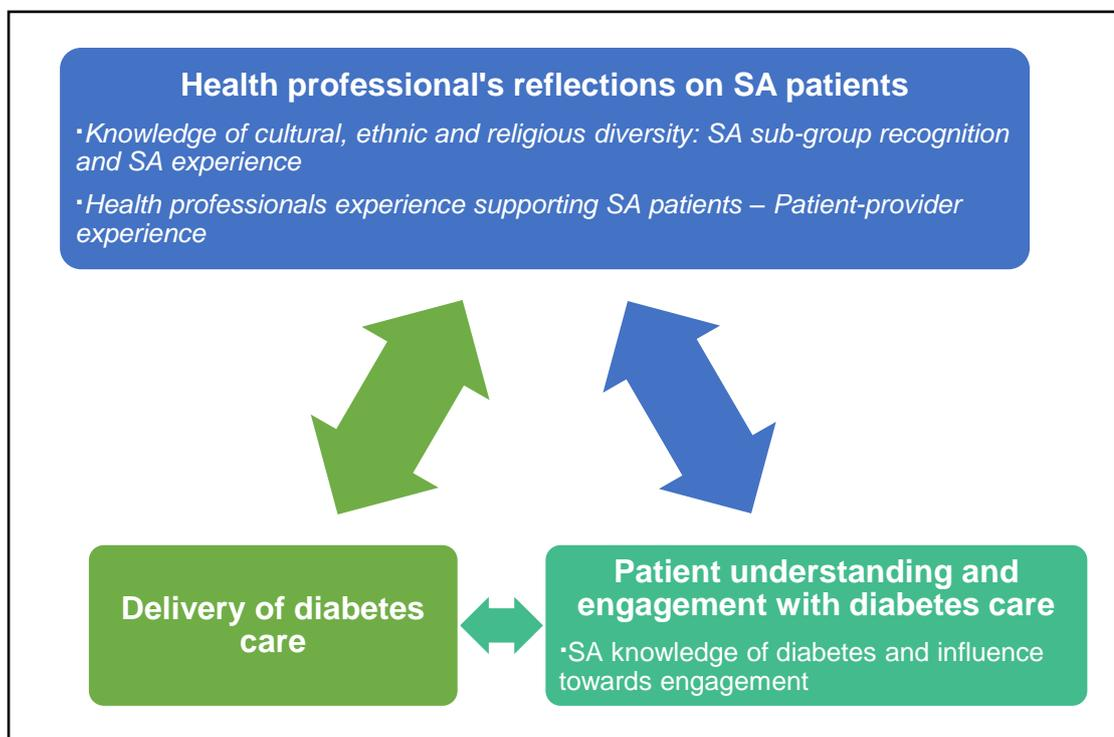 Health professional's reflections on SA patients
▪Knowledge of cultural, ethnic and religious diversity: SA sub-group recognition
and SA experience
▪Health professionals experience supporting SA patients – Patient-provider
experience
Delivery of diabetes
care
Patient understanding and
engagement with diabetes care
▪SA knowledge of diabetes and influence
towards engagement